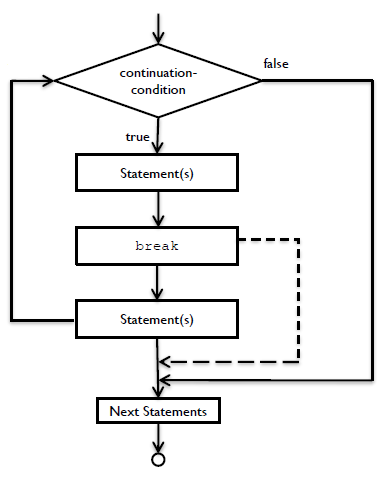 continuation-
condition
false
true
Statement(s)
break
Statement(s)
Next Statements